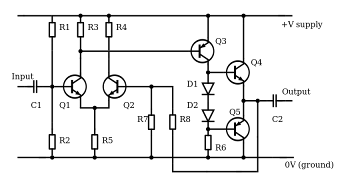 R1 R3 R4
+V supply
Q3
Q4
Input
D1
Output
C1 Q1 Q2
D2
Q5
R7 R8
C2
R2 R5
R6
0V (ground)